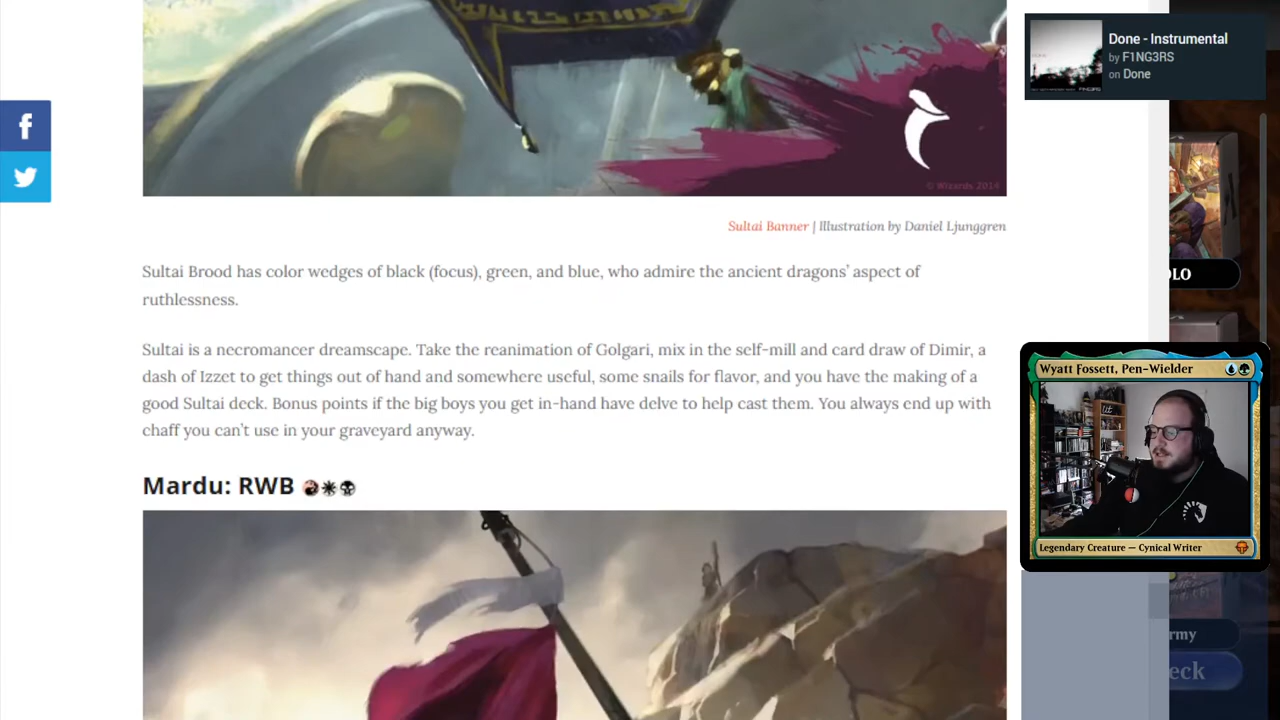 Done - Instrumental
by F1NG3RS
on Done
F1NG3RS
© Wizards 2014
Sultai Banner | Illustration by Daniel Ljunggren
Sultai Brood has color wedges of black (focus), green, and blue, who admire the ancient dragons’ aspect of
ruthlessness.
Sultai is a necromancer dreamscape. Take the reanimation of Golgari, mix in the self-mill and card draw of Dimir, a
dash of Izzet to get things out of hand and somewhere useful, some snails for flavor, and you have the making of a
good Sultai deck. Bonus points if the big boys you get in-hand have delve to help cast them. You always end up with
chaff you can’t use in your graveyard anyway.
Mardu: RWB
OLO
Wyatt Fossett, Pen-Wielder
Legendary Creature — Cynical Writer
rmy
eck